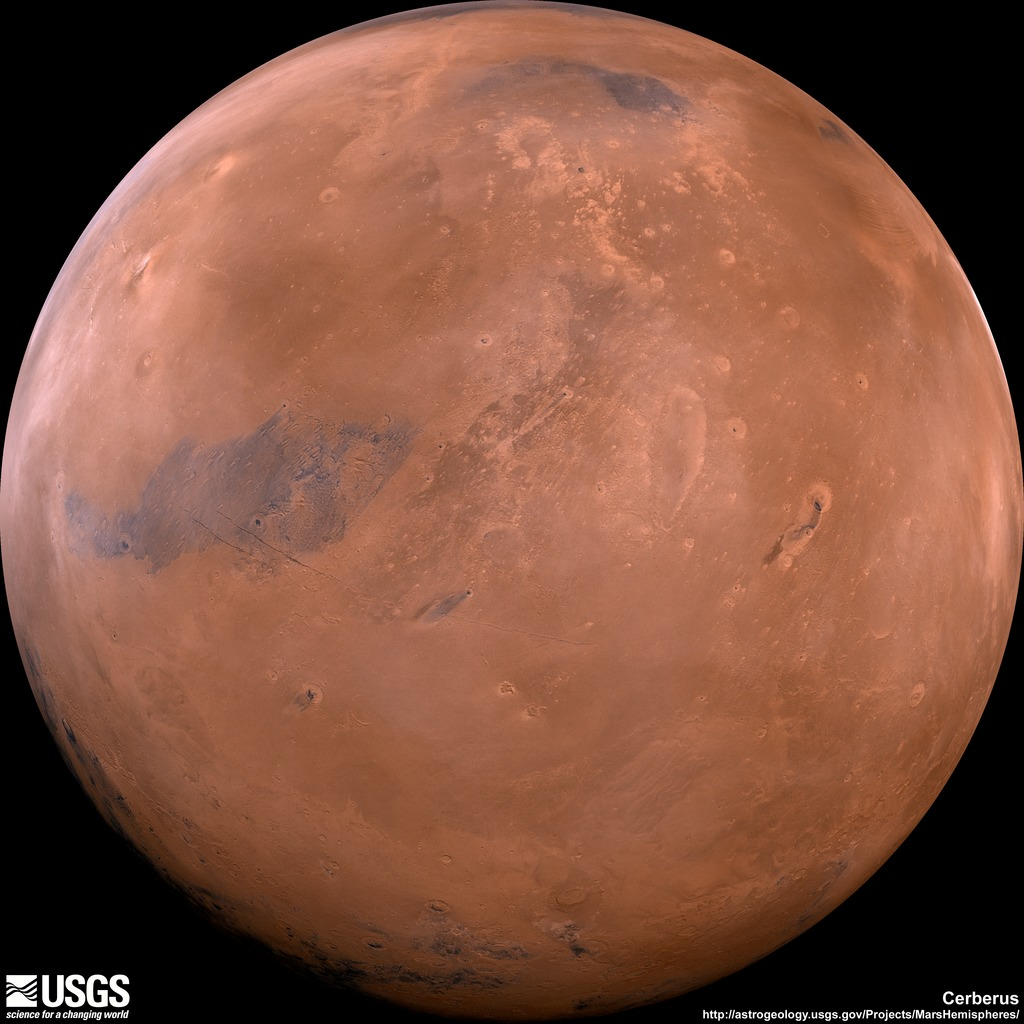 USGS
science for a changing world
Cerberus
http://astrogeology.usgs.gov/Projects/MarsHemispheres/